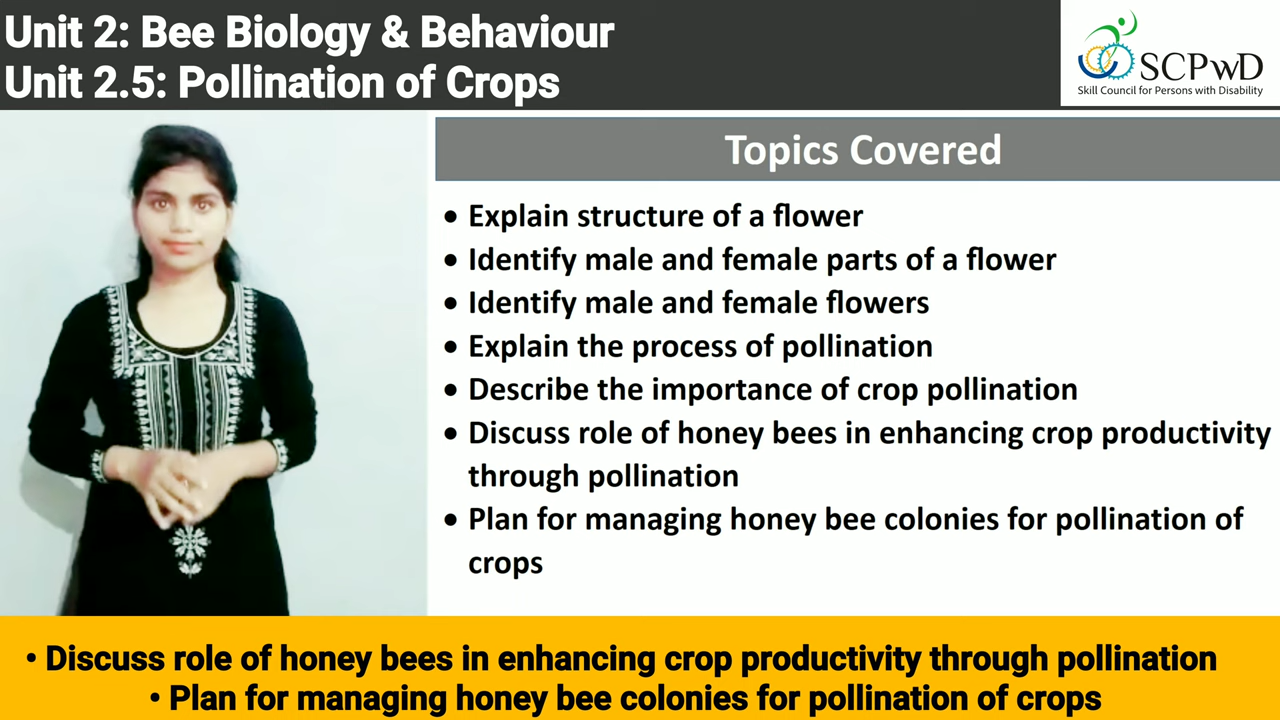 Unit 2: Bee Biology & Behaviour
Unit 2.5: Pollination of Crops
SCPwD
Skill Council for Persons with Disability
Topics Covered
• Explain structure of a flower
• Identify male and female parts of a flower
• Identify male and female flowers
• Explain the process of pollination
• Describe the importance of crop pollination
• Discuss role of honey bees in enhancing crop productivity
through pollination
• Plan for managing honey bee colonies for pollination of
crops
• Discuss role of honey bees in enhancing crop productivity through pollination
• Plan for managing honey bee colonies for pollination of crops